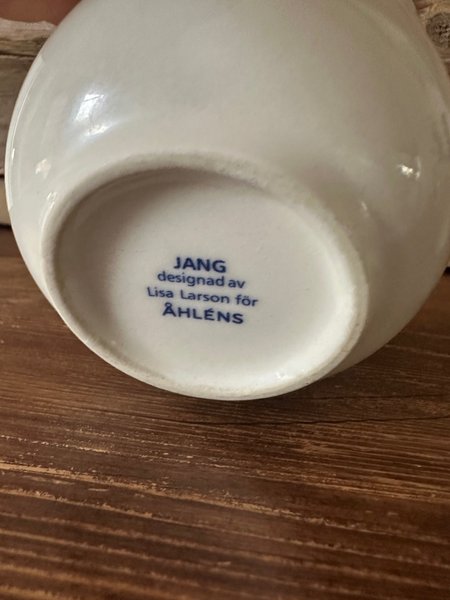 JANG
designad av
Lisa Larson för
ÅHLÉNS